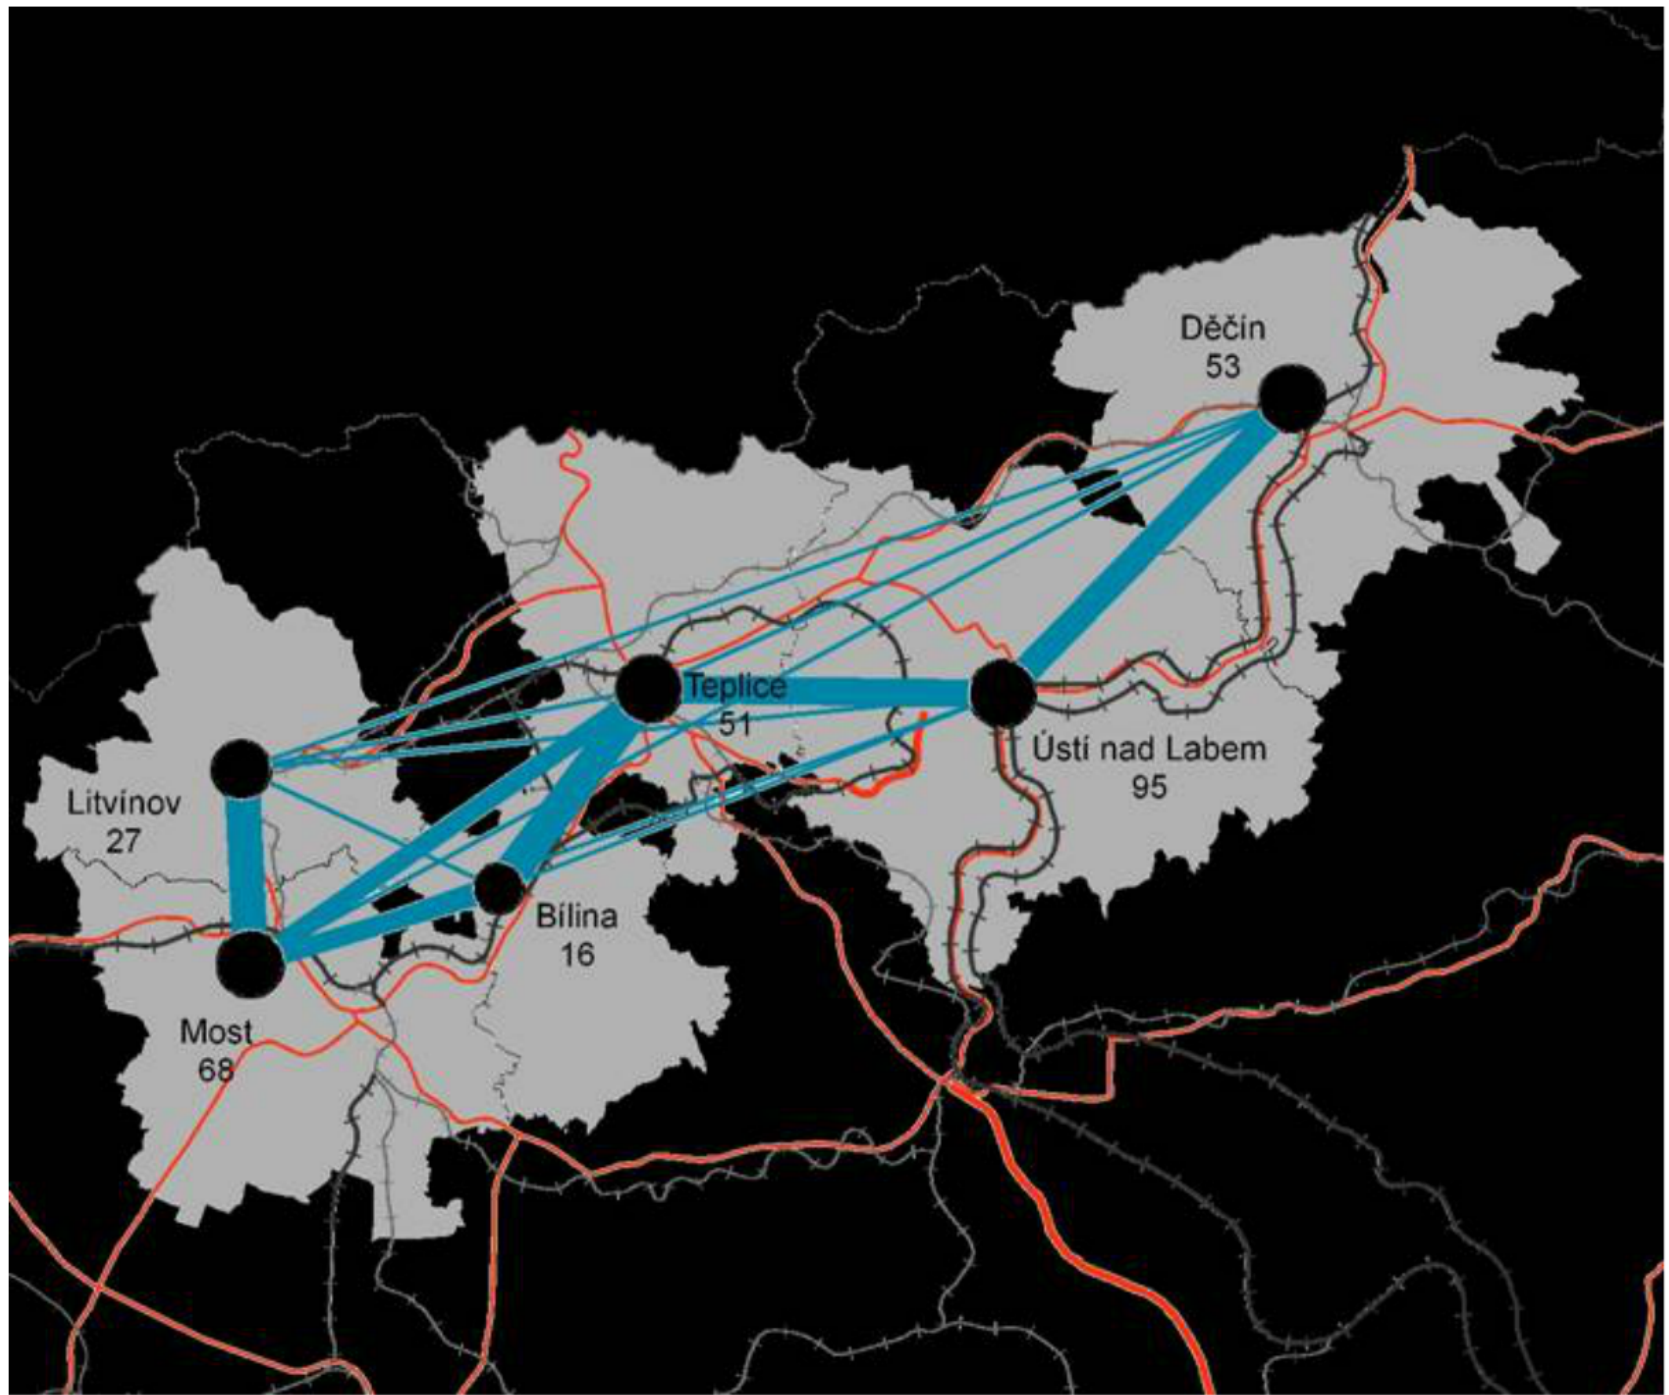 Děčín
53
Teplice
51
Ústí nad Labem
95
Litvínov
27
Bílina
16
Most
68